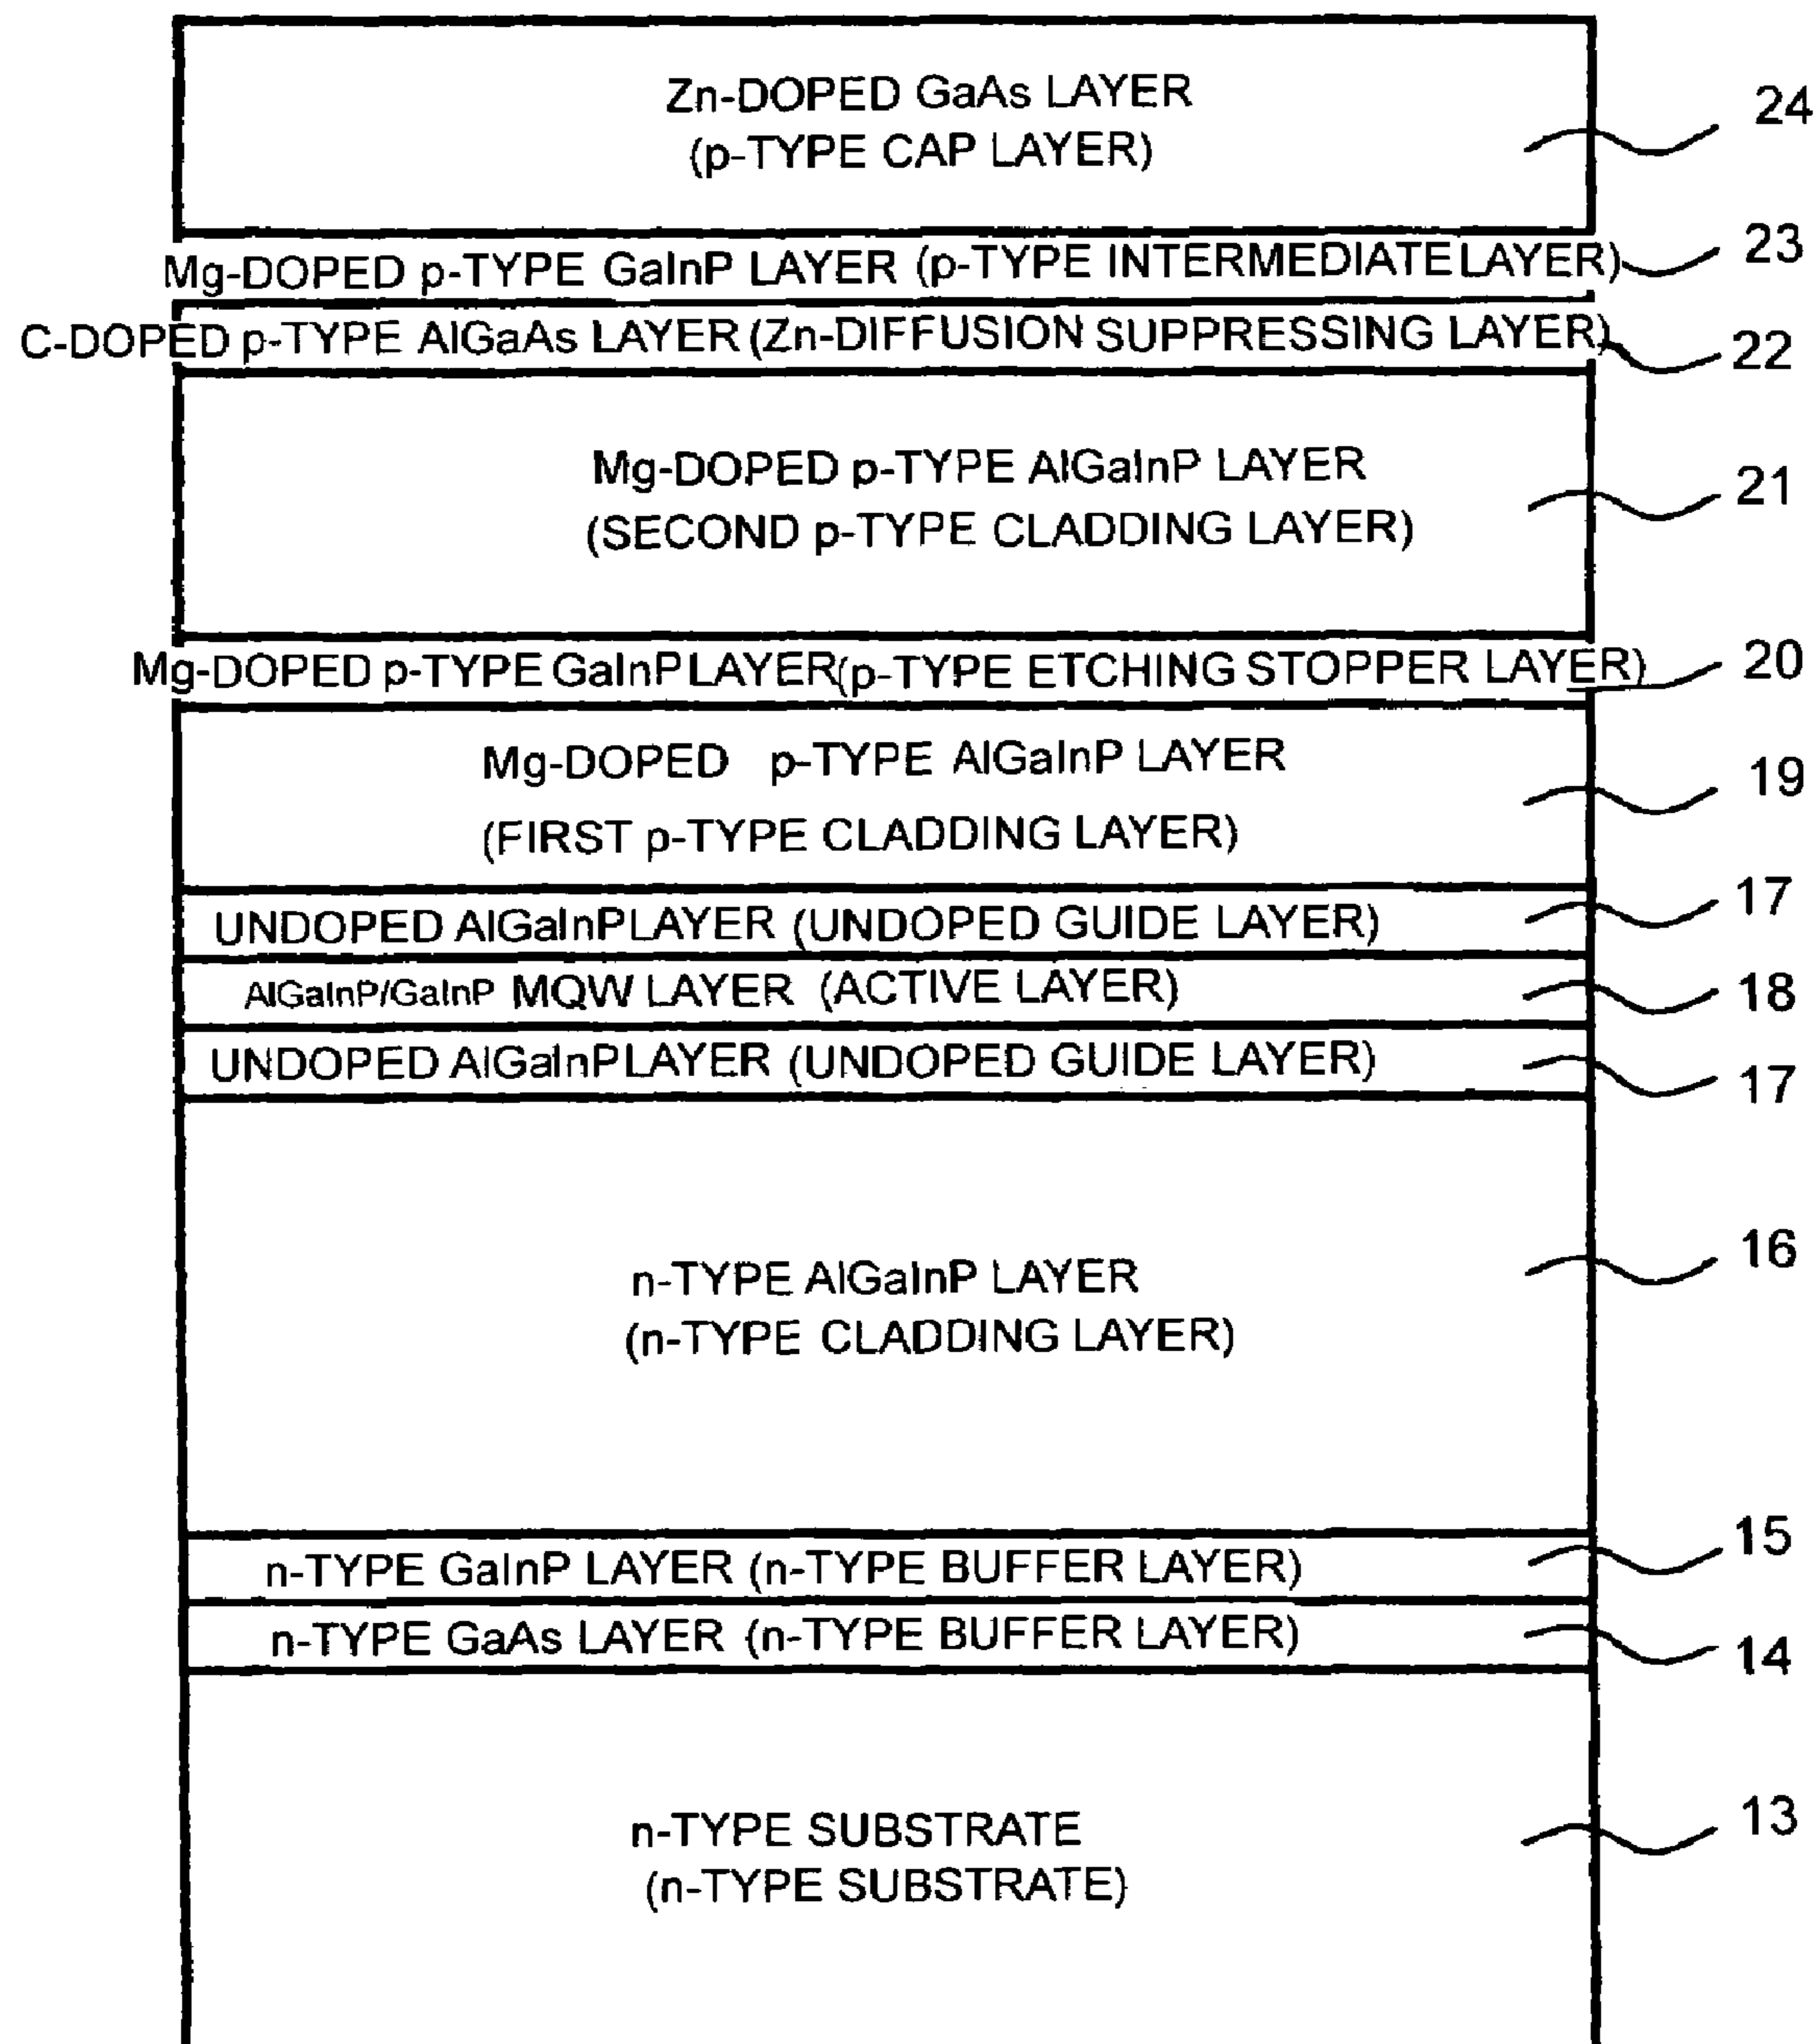 Zn-DOPED GaAs LAYER
(p-TYPE CAP LAYER)
24
Mg-DOPED p-TYPE GaInP LAYER (p-TYPE INTERMEDIATE LAYER)
23
C-DOPED p-TYPE AlGaAs LAYER (Zn-DIFFUSION SUPPRESSING LAYER)
22
Mg-DOPED p-TYPE AlGaInP LAYER
(SECOND p-TYPE CLADDING LAYER)
21
Mg-DOPED p-TYPE GaInP LAYER (p-TYPE ETCHING STOPPER LAYER)
20
Mg-DOPED p-TYPE AlGaInP LAYER
(FIRST p-TYPE CLADDING LAYER)
19
UNDOPED AlGaInP LAYER (UNDOPED GUIDE LAYER)
17
AlGaInP/GaInP MQW LAYER (ACTIVE LAYER)
18
UNDOPED AlGaInP LAYER (UNDOPED GUIDE LAYER)
17
n-TYPE AlGaInP LAYER
(n-TYPE CLADDING LAYER)
16
n-TYPE GaInP LAYER (n-TYPE BUFFER LAYER)
15
n-TYPE GaAs LAYER (n-TYPE BUFFER LAYER)
14
n-TYPE SUBSTRATE
(n-TYPE SUBSTRATE)
13